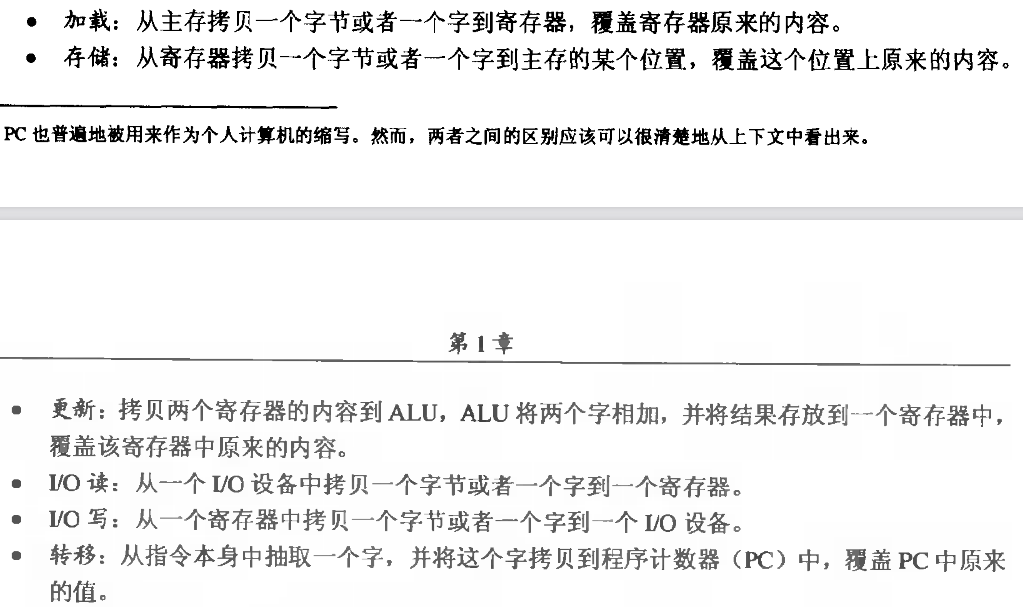 • 加载：从主存拷贝一个字节或者一个字到寄存器，覆盖寄存器原来的内容。
• 存储：从寄存器拷贝一个字节或者一个字到主存的某个位置，覆盖这个位置上原来的内容。
PC 也普遍地被用来作为个人计算机的缩写。然而，两者之间的区别应该可以很清楚地从上下文中看出来。
第 1 章
• 更新：拷贝两个寄存器的内容到 ALU，ALU 将两个字相加，并将结果存放到一个寄存器中，
覆盖该寄存器中原来的内容。
• I/O 读：从一个 I/O 设备中拷贝一个字节或者一个字到一个寄存器。
• I/O 写：从一个寄存器中拷贝一个字节或者一个字到一个 I/O 设备。
• 转移：从指令本身中抽取一个字，并将这个字拷贝到程序计数器（PC）中，覆盖 PC 中原来
的值。